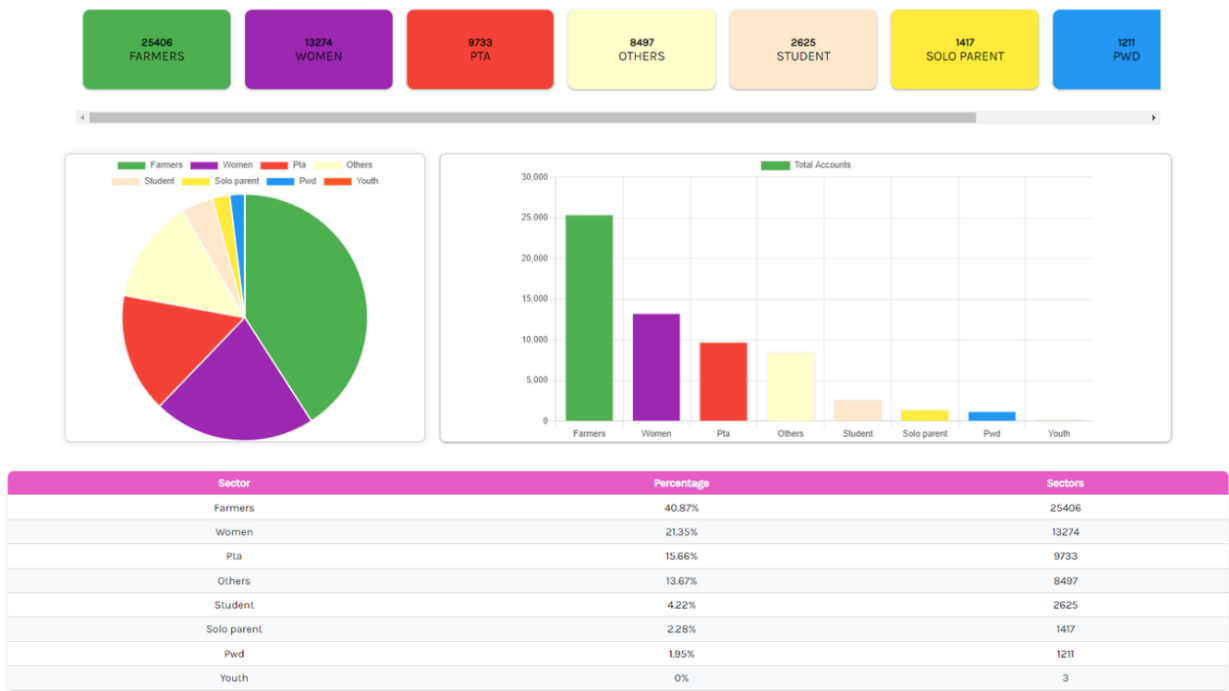 25406 13274 9733 8497 2625 1417 1211
FARMERS WOMEN PTA OTHERS STUDENT SOLO PARENT PWD
Farmers Women Pta Others
Student Solo parent Pwd Youth
Total Accounts
30,000
25,000
20,000
15,000
10,000
5,000
0
Farmers Women Pta Others Student Solo parent Pwd Youth
Sector Percentage Sectors
Farmers 40.87% 25406
Women 21.35% 13274
Pta 15.66% 9733
Others 13.67% 8497
Student 4.22% 2625
Solo parent 2.28% 1417
Pwd 1.95% 1211
Youth 0% 3